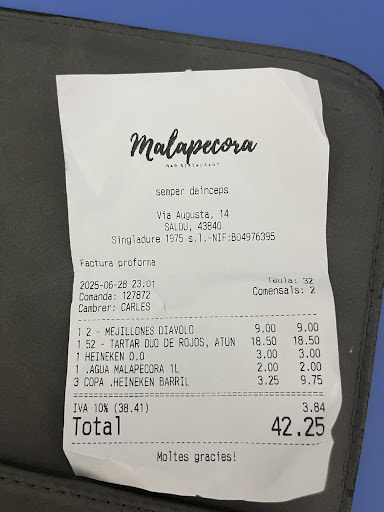 Malapecora
BAR RESTAURANT
semper deinceps
Via Augusta, 14
SALOU, 43840
Singladure 1975 s.l.-NIF:B04976395
Factura proforma
2025-06-28 23:01 Taula: 32
Comanda: 127872 Comensals: 2
Cambrer: CARLES
1 2 - MEJILLONES DIAVOLO 9.00 9.00
1 52 - TARTAR DUO DE ROJOS, ATUN 18.50 18.50
1 HEINEKEN 0,0 3.00 3.00
1 .AGUA MALAPECORA 1L 2.00 2.00
3 COPA .HEINEKEN BARRIL 3.25 9.75
IVA 10% (38.41) 3.84
Total 42.25
Moltes gracies!